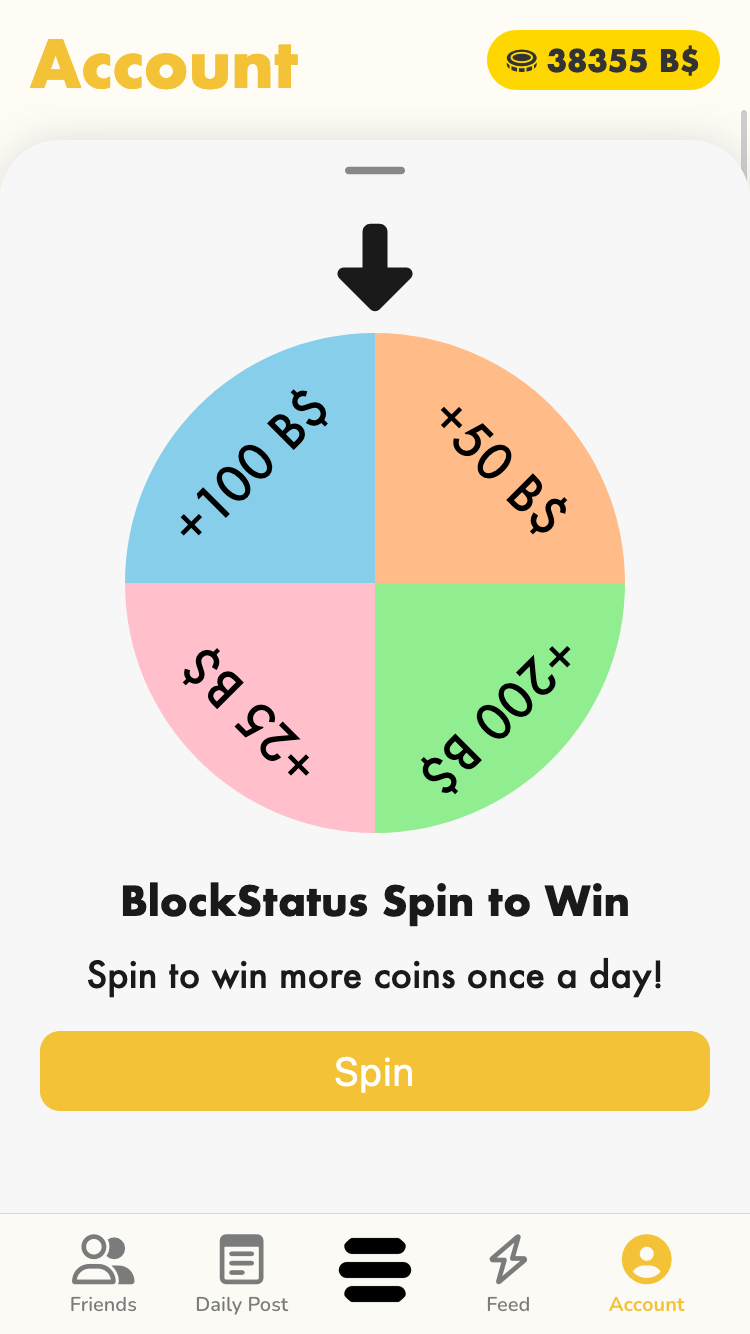 Account
38355 B$
+100 B$
+50 B$
+25 B$
+200 B$
BlockStatus Spin to Win
Spin to win more coins once a day!
Spin
Friends
Daily Post
Feed
Account